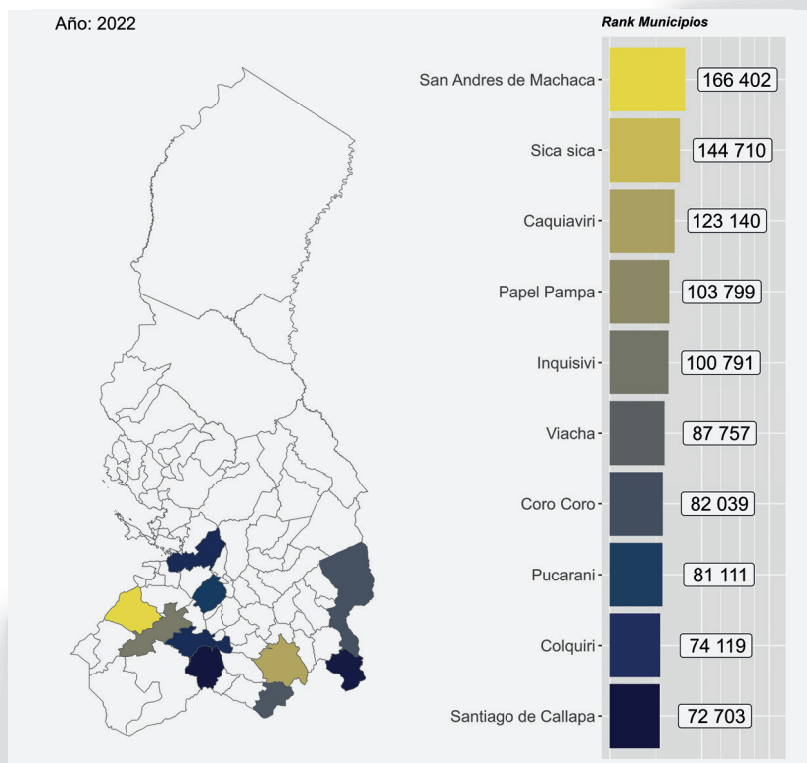 Año: 2022
Rank Municipios
San Andres de Machaca 166 402
Sica sica 144 710
Caquiaviri 123 140
Papel Pampa 103 799
Inquisivi 100 791
Viacha 87 757
Coro Coro 82 039
Pucarani 81 111
Colquiri 74 119
Santiago de Callapa 72 703